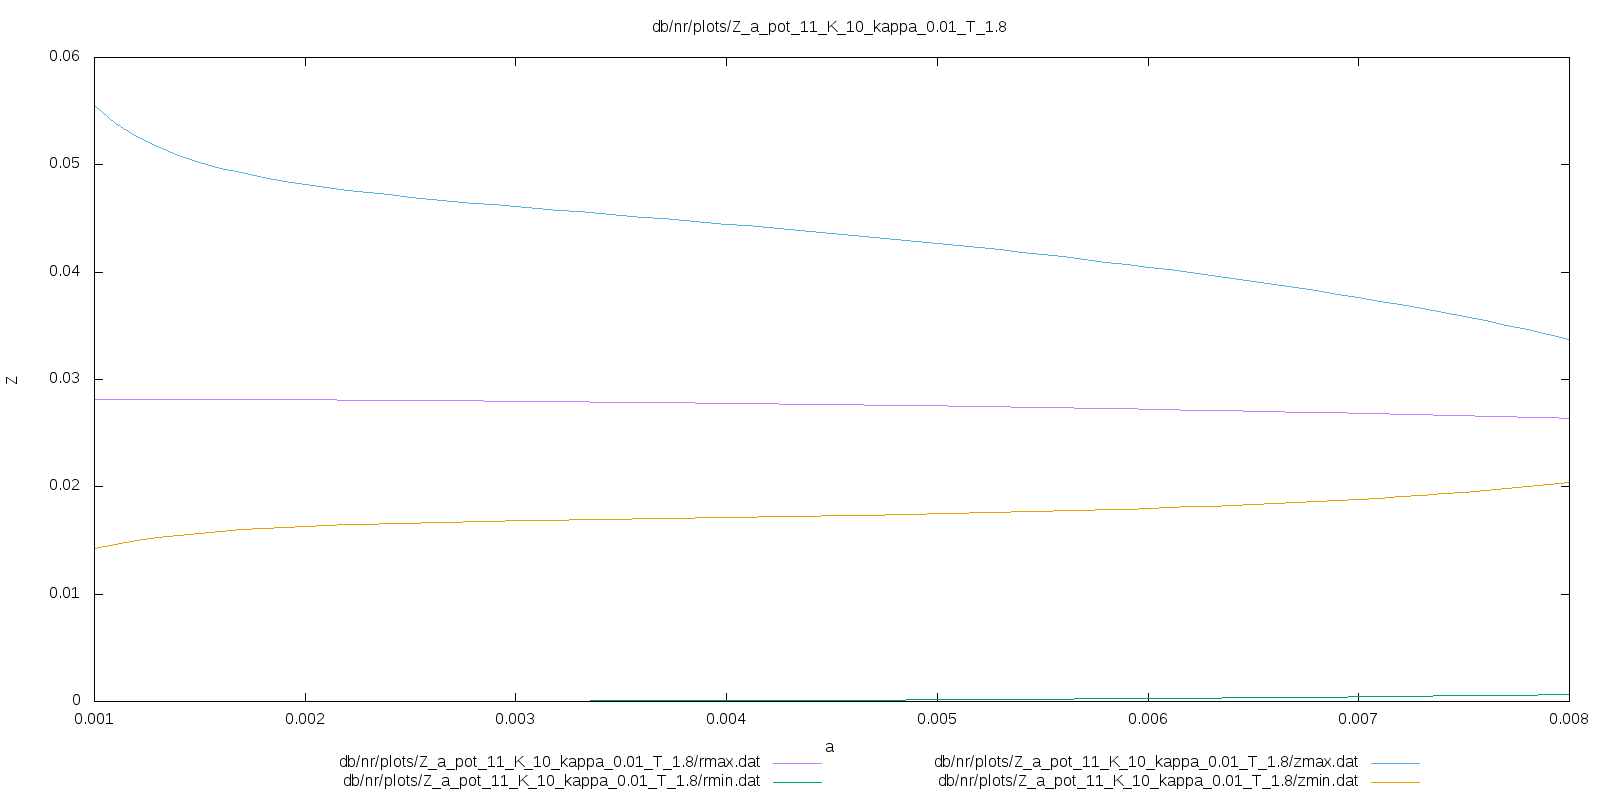 db/nr/plots/Z_a_pot_11_K_10_kappa_0.01_T_1.8
0.06
0.05
0.04
0.03
0.02
0.01
0
Z
0.001 0.002 0.003 0.004 0.005 0.006 0.007 0.008
a
db/nr/plots/Z_a_pot_11_K_10_kappa_0.01_T_1.8/rmax.dat db/nr/plots/Z_a_pot_11_K_10_kappa_0.01_T_1.8/zmax.dat
db/nr/plots/Z_a_pot_11_K_10_kappa_0.01_T_1.8/rmin.dat db/nr/plots/Z_a_pot_11_K_10_kappa_0.01_T_1.8/zmin.dat